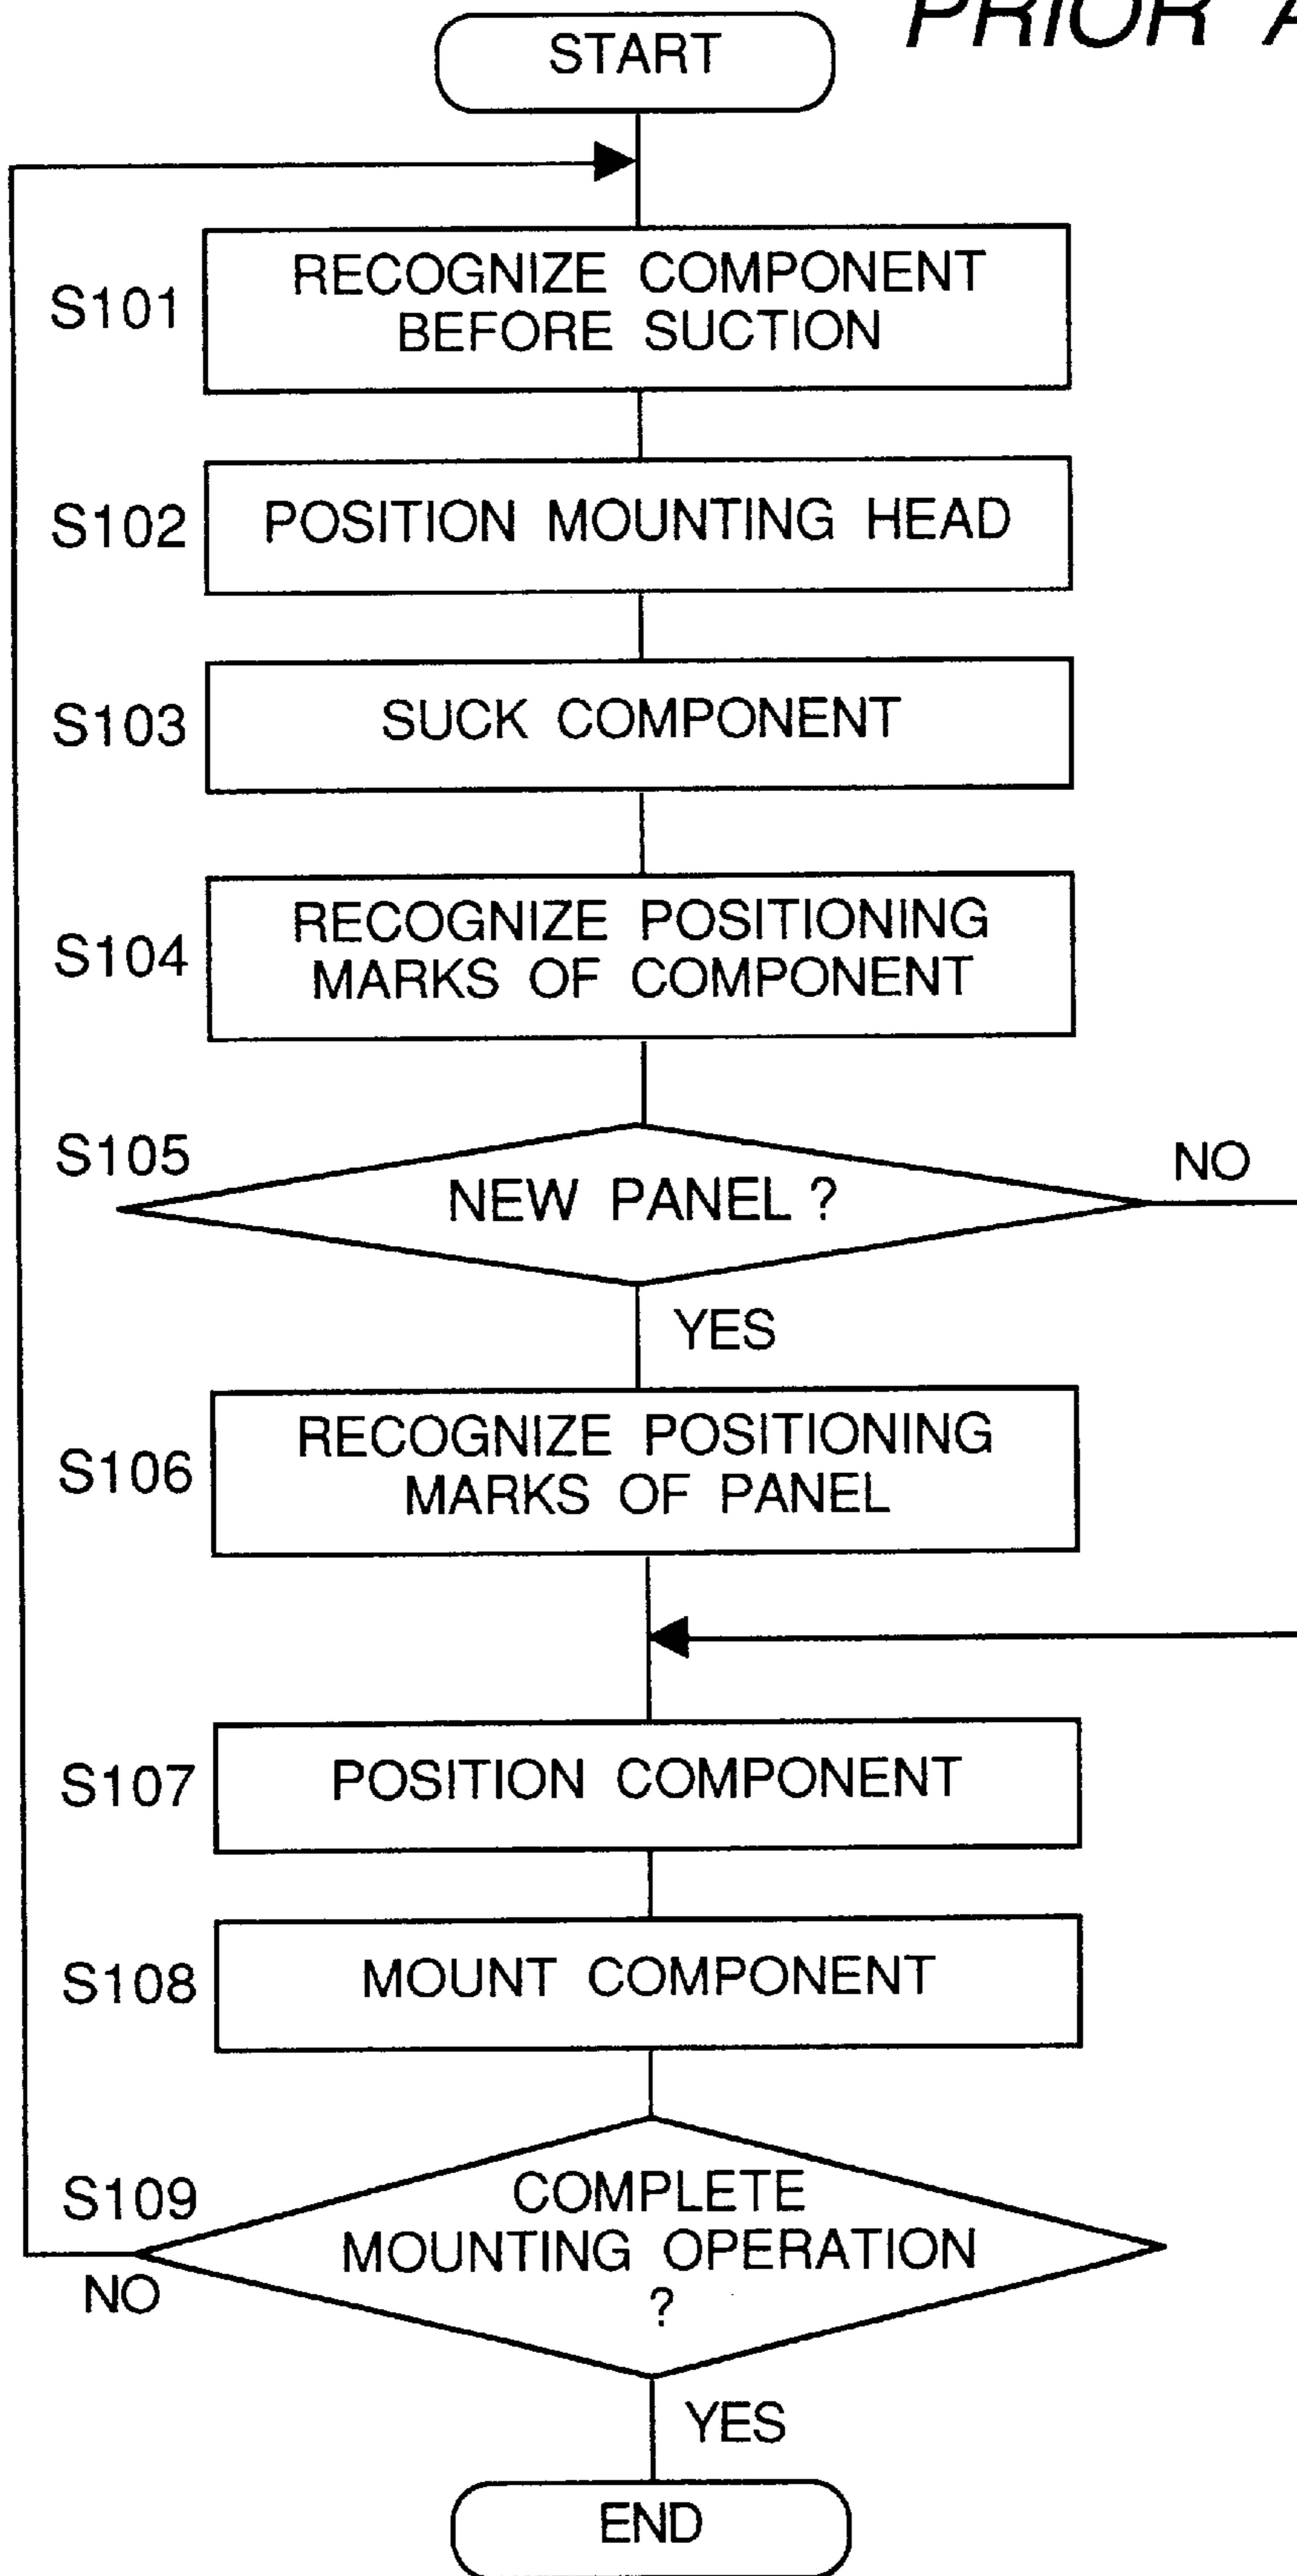 PRIOR A
START
S101
RECOGNIZE COMPONENT
BEFORE SUCTION
S102
POSITION MOUNTING HEAD
S103
SUCK COMPONENT
S104
RECOGNIZE POSITIONING
MARKS OF COMPONENT
S105
NEW PANEL ?
NO
YES
S106
RECOGNIZE POSITIONING
MARKS OF PANEL
S107
POSITION COMPONENT
S108
MOUNT COMPONENT
S109
COMPLETE
MOUNTING OPERATION
?
NO
YES
END